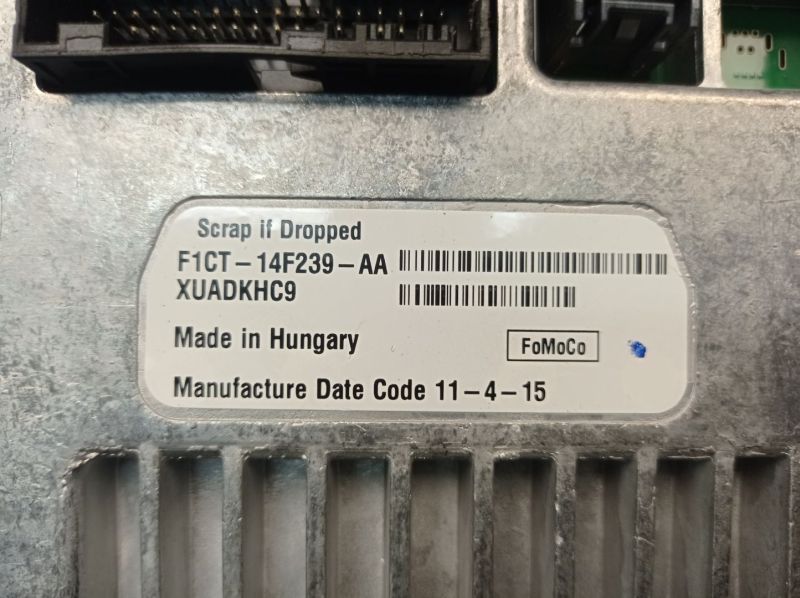 Scrap if Dropped
F1CT-14F239-AA
XUADKHC9
Made in Hungary
FoMoCo
Manufacture Date Code 11-4-15